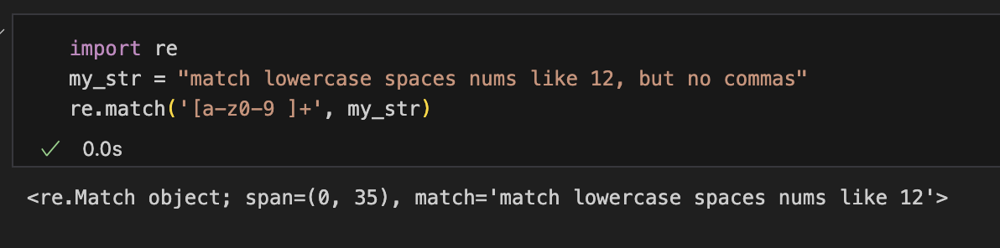 import re
my_str = "match lowercase spaces nums like 12, but no commas"
re.match('[a-z0-9 ]+', my_str)
0.0s
<re.Match object; span=(0, 35), match='match lowercase spaces nums like 12'>